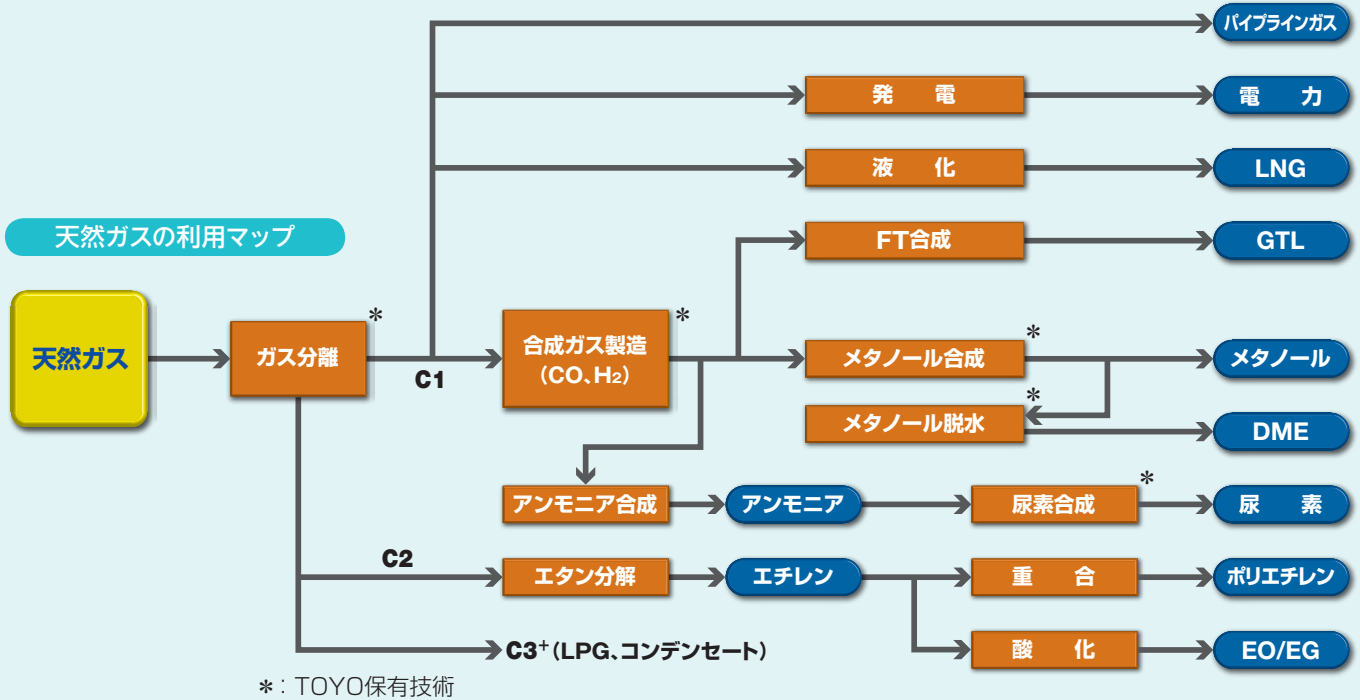 パイプラインガス
発 電
電 力
液 化
LNG
天然ガスの利用マップ
FT合成
GTL
天然ガス
ガス分離
*
C1
合成ガス製造
(CO、H₂)
*
メタノール合成
*
メタノール
メタノール脱水
*
DME
アンモニア合成
アンモニア
尿素合成
*
尿 素
C2
エタン分解
エチレン
重 合
ポリエチレン
C3⁺(LPG、コンデンセート)
酸 化
EO/EG
*:TOYO保有技術